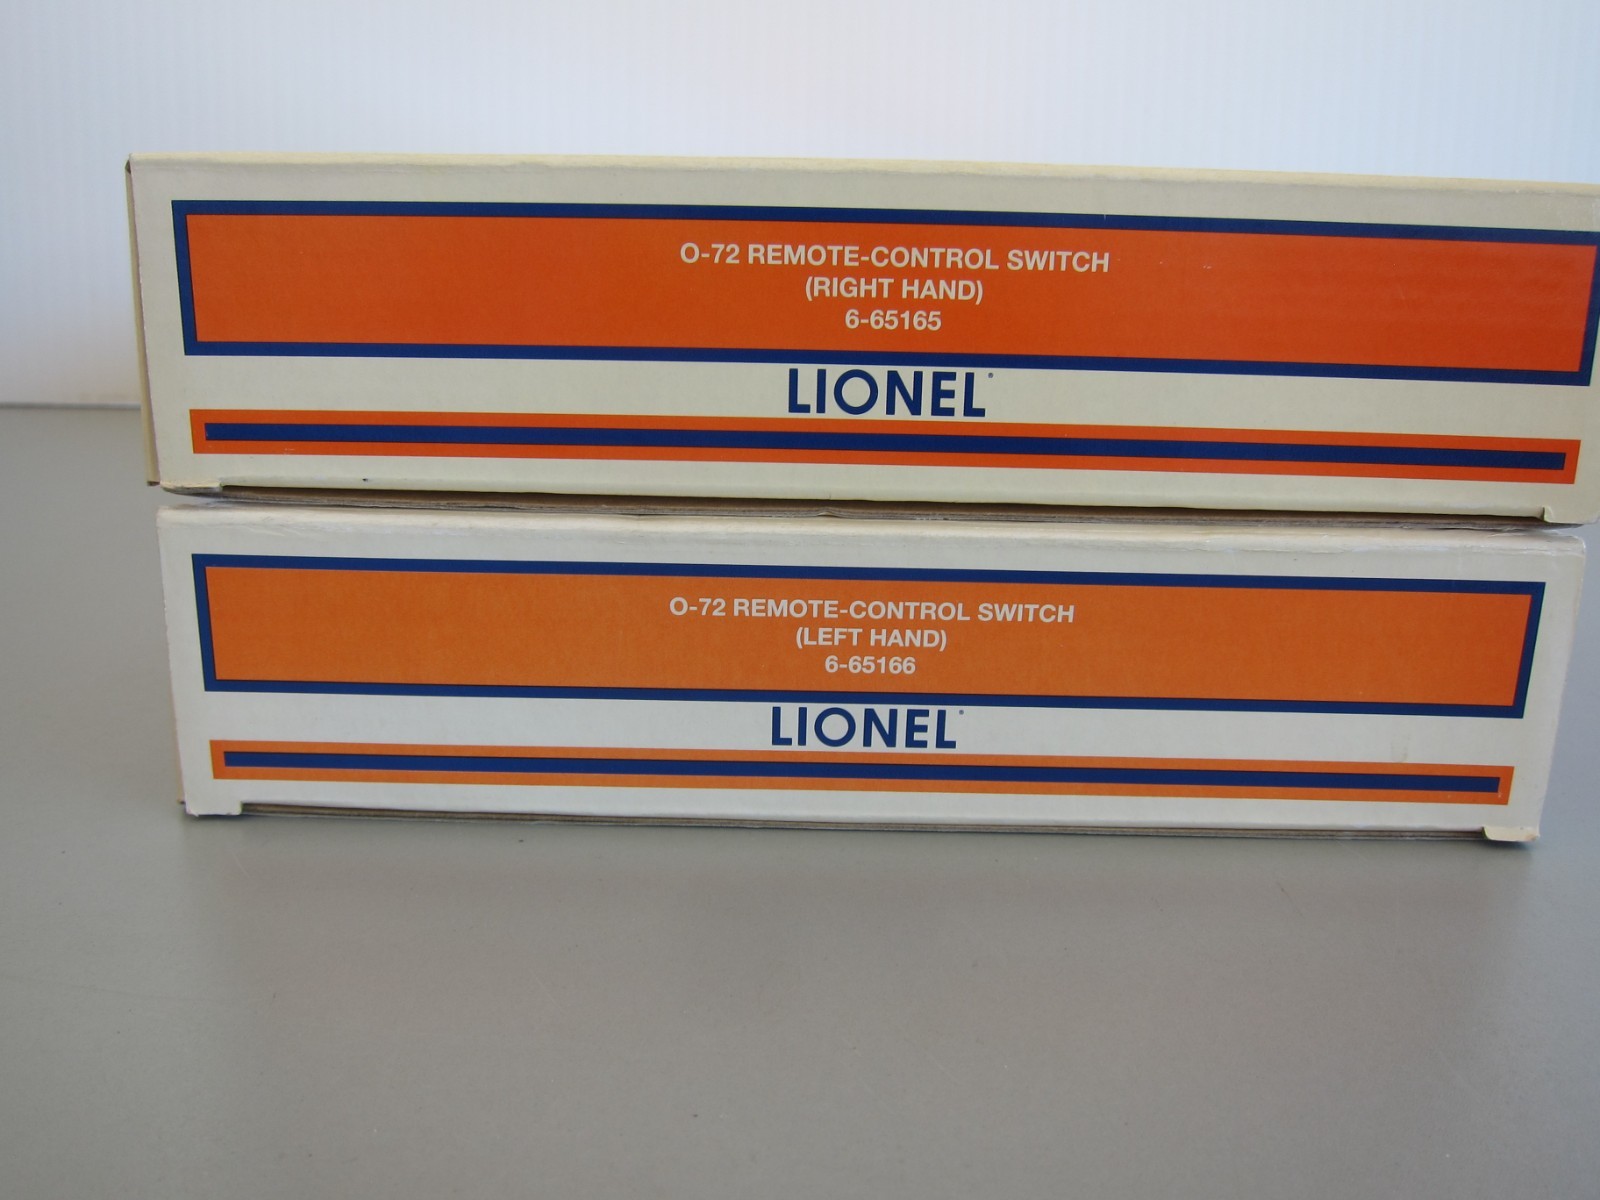 O-72 REMOTE-CONTROL SWITCH
(RIGHT HAND)
6-65165
LIONEL
O-72 REMOTE-CONTROL SWITCH
(LEFT HAND)
6-65166
LIONEL